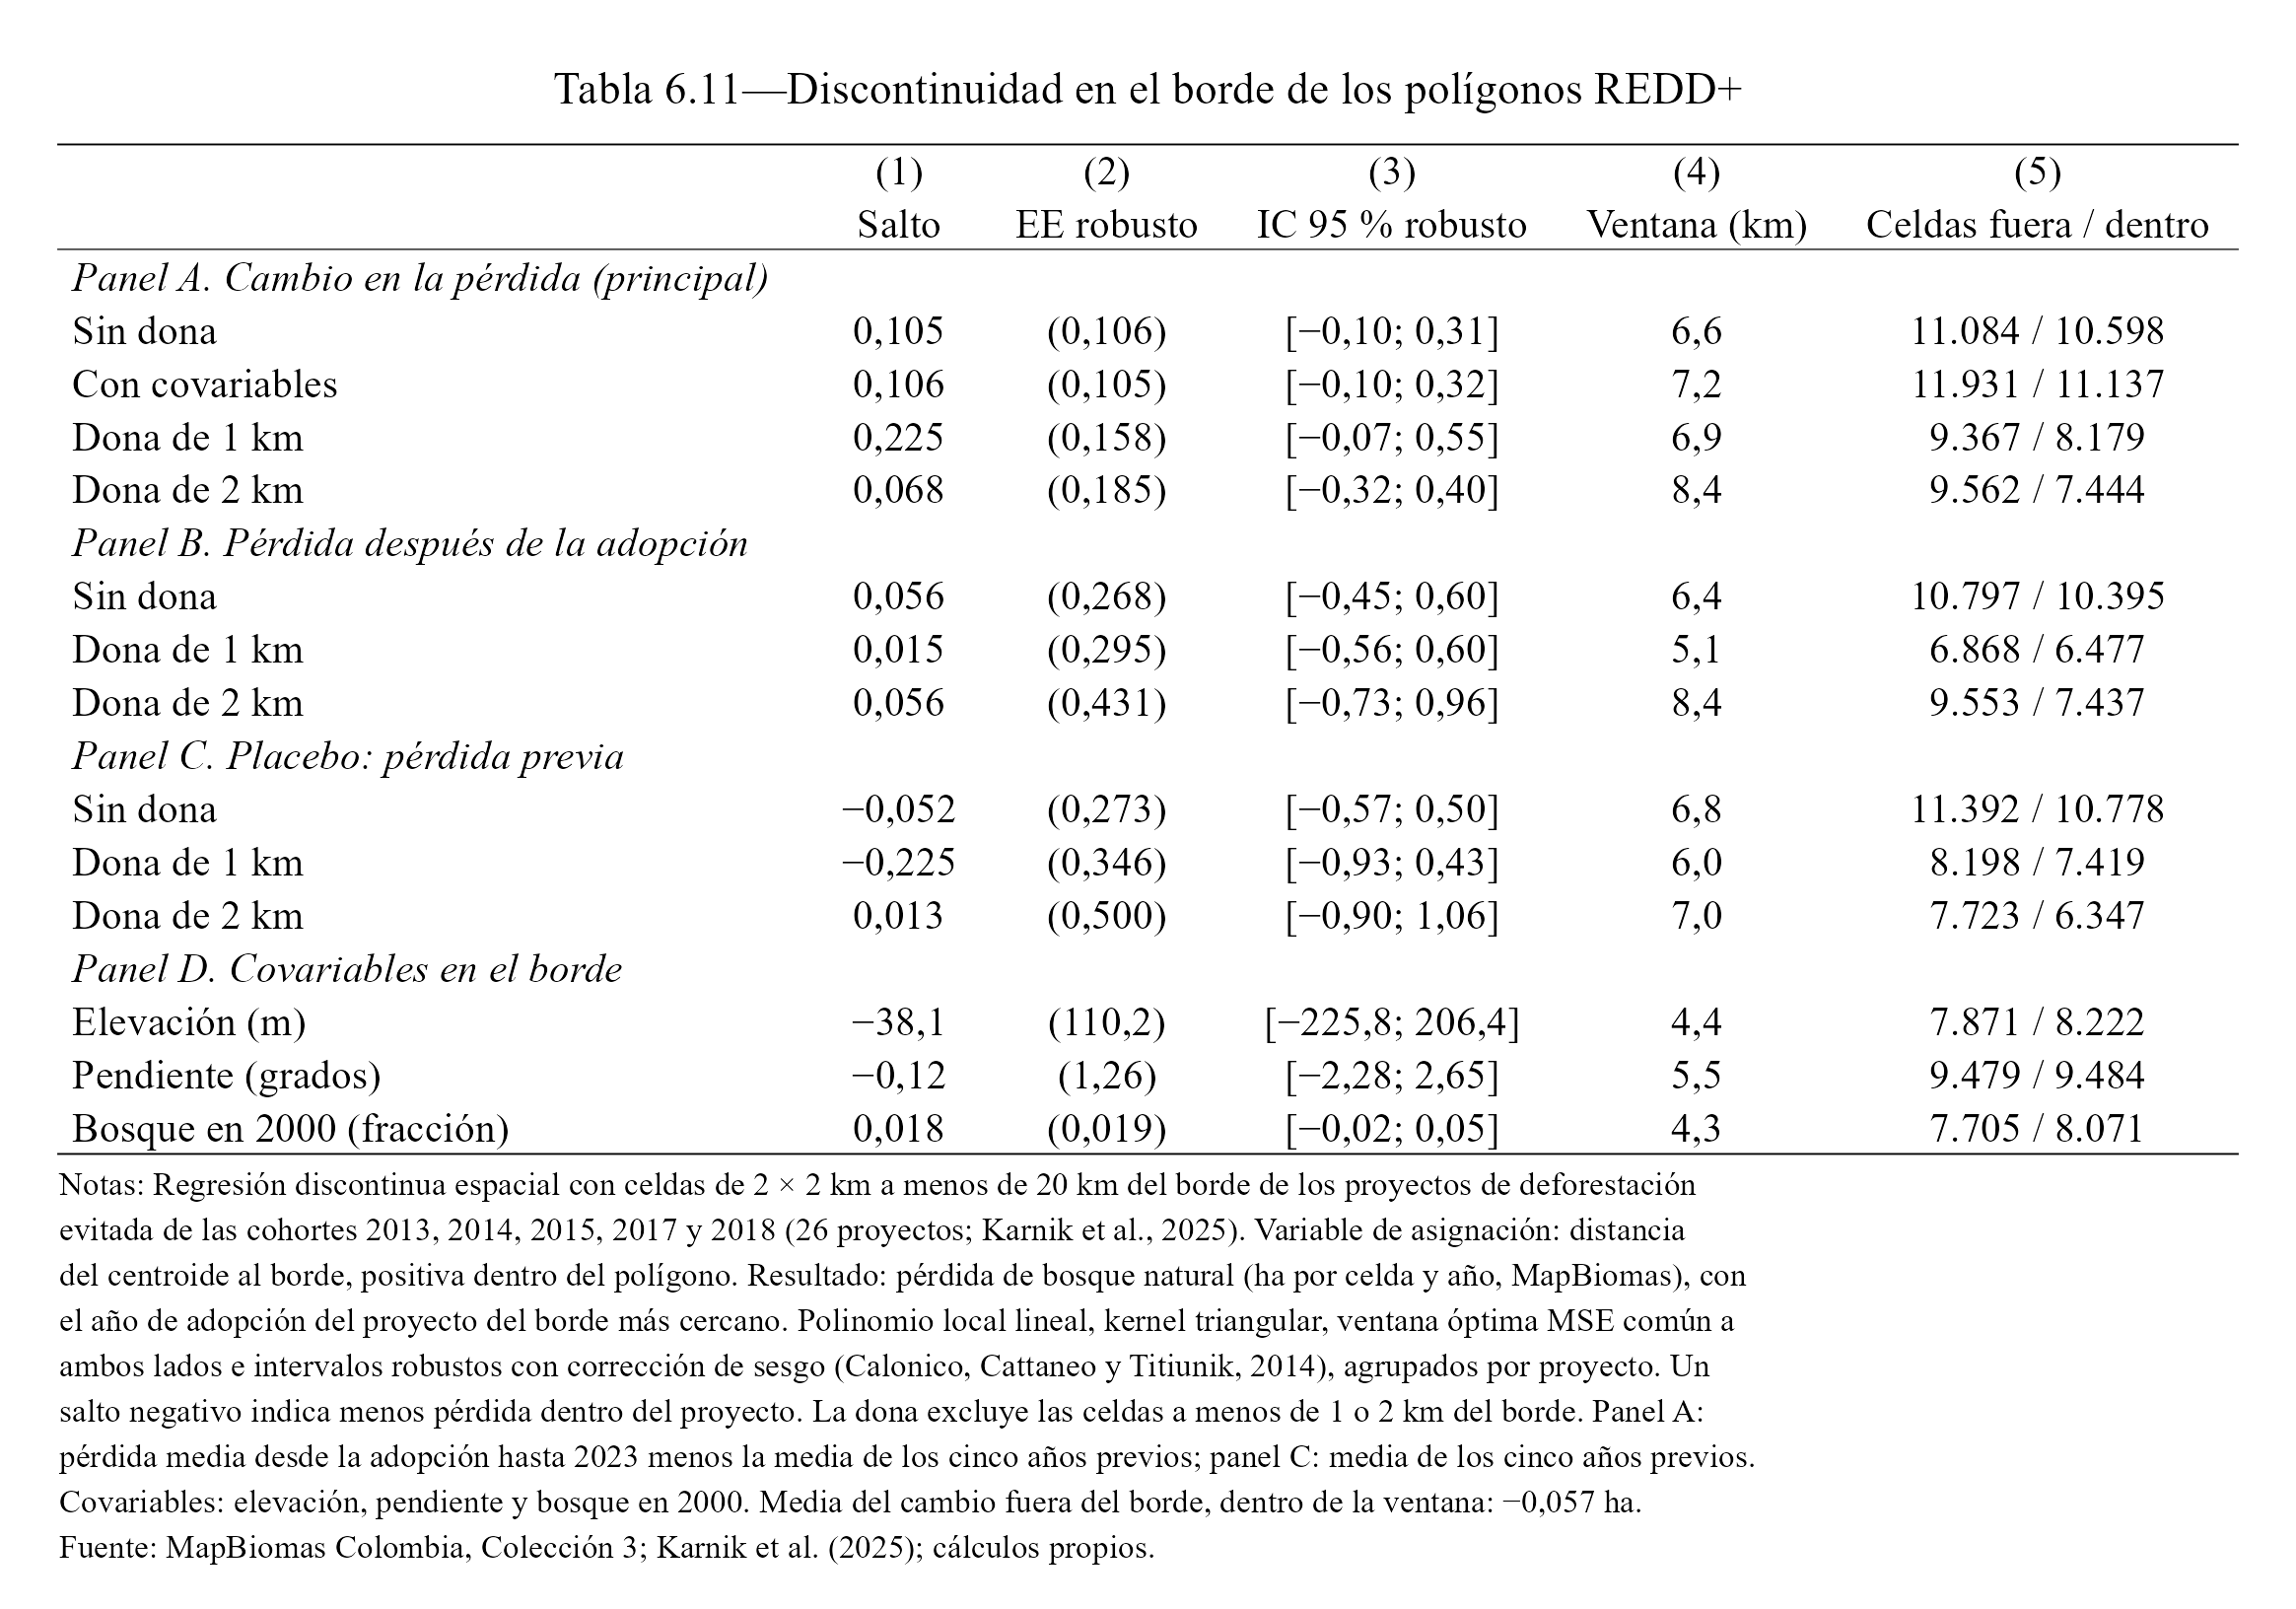 Tabla 6.11—Discontinuidad en el borde de los polígonos REDD+
(1) (2) (3) (4) (5)
Salto EE robusto IC 95 % robusto Ventana (km) Celdas fuera / dentro
Panel A. Cambio en la pérdida (principal)
Sin dona 0,105 (0,106) [−0,10; 0,31] 6,6 11.084 / 10.598
Con covariables 0,106 (0,105) [−0,10; 0,32] 7,2 11.931 / 11.137
Dona de 1 km 0,225 (0,158) [−0,07; 0,55] 6,9 9.367 / 8.179
Dona de 2 km 0,068 (0,185) [−0,32; 0,40] 8,4 9.562 / 7.444
Panel B. Pérdida después de la adopción
Sin dona 0,056 (0,268) [−0,45; 0,60] 6,4 10.797 / 10.395
Dona de 1 km 0,015 (0,295) [−0,56; 0,60] 5,1 6.868 / 6.477
Dona de 2 km 0,056 (0,431) [−0,73; 0,96] 8,4 9.553 / 7.437
Panel C. Placebo: pérdida previa
Sin dona −0,052 (0,273) [−0,57; 0,50] 6,8 11.392 / 10.778
Dona de 1 km −0,225 (0,346) [−0,93; 0,43] 6,0 8.198 / 7.419
Dona de 2 km 0,013 (0,500) [−0,90; 1,06] 7,0 7.723 / 6.347
Panel D. Covariables en el borde
Elevación (m) −38,1 (110,2) [−225,8; 206,4] 4,4 7.871 / 8.222
Pendiente (grados) −0,12 (1,26) [−2,28; 2,65] 5,5 9.479 / 9.484
Bosque en 2000 (fracción) 0,018 (0,019) [−0,02; 0,05] 4,3 7.705 / 8.071
Notas: Regresión discontinua espacial con celdas de 2 × 2 km a menos de 20 km del borde de los proyectos de deforestación
evitada de las cohortes 2013, 2014, 2015, 2017 y 2018 (26 proyectos; Karnik et al., 2025). Variable de asignación: distancia
del centroide al borde, positiva dentro del polígono. Resultado: pérdida de bosque natural (ha por celda y año, MapBiomas), con
el año de adopción del proyecto del borde más cercano. Polinomio local lineal, kernel triangular, ventana óptima MSE común a
ambos lados e intervalos robustos con corrección de sesgo (Calonico, Cattaneo y Titiunik, 2014), agrupados por proyecto. Un
salto negativo indica menos pérdida dentro del proyecto. La dona excluye las celdas a menos de 1 o 2 km del borde. Panel A:
pérdida media desde la adopción hasta 2023 menos la media de los cinco años previos; panel C: media de los cinco años previos.
Covariables: elevación, pendiente y bosque en 2000. Media del cambio fuera del borde, dentro de la ventana: −0,057 ha.
Fuente: MapBiomas Colombia, Colección 3; Karnik et al. (2025); cálculos propios.